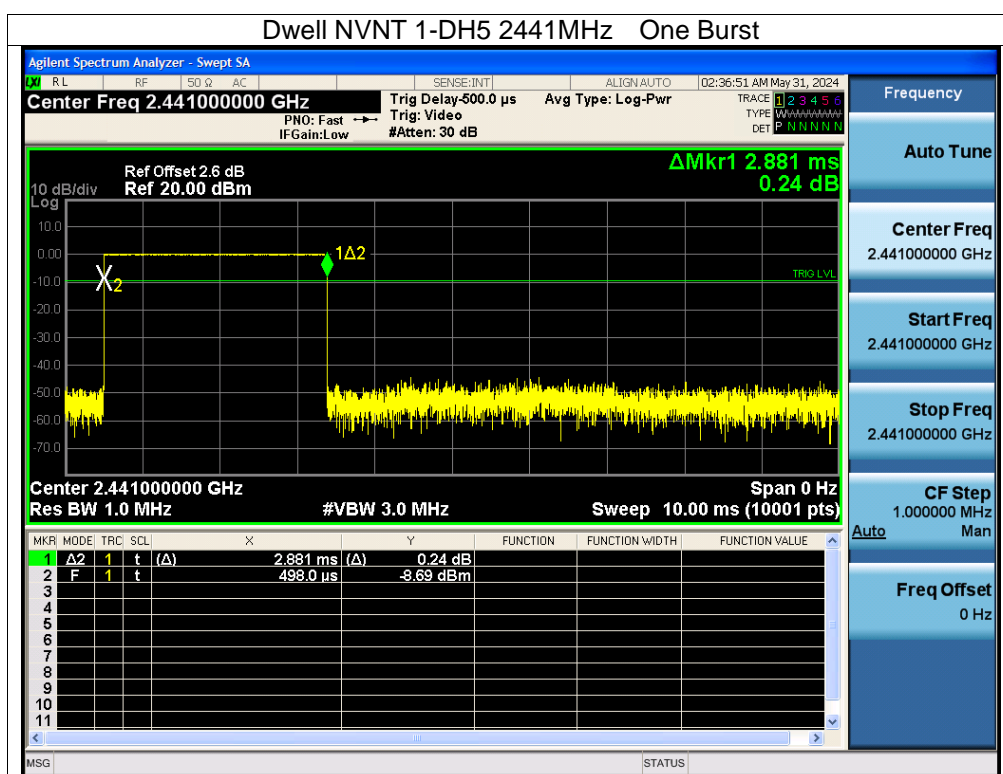 Dwell NVNT 1-DH5 2441MHz One Burst
Agilent Spectrum Analyzer - Swept SA
LXI RL RF 50 Ω AC SENSE:INT ALIGN AUTO 02:36:51 AM May 31, 2024
Center Freq 2.441000000 GHz
PNO: Fast
IFGain:Low
Trig Delay-500.0 µs
Trig: Video
#Atten: 30 dB
Avg Type: Log-Pwr
TRACE 1 2 3 4 5 6
TYPE WWWWWW
DET P N N N N N
ΔMkr1 2.881 ms
0.24 dB
Ref Offset 2.6 dB
10 dB/div Ref 20.00 dBm
Log
10.0
0.00
-10.0
-20.0
-30.0
-40.0
-50.0
-60.0
-70.0
1Δ2
X2
TRIG LVL
Center 2.441000000 GHz Span 0 Hz
Res BW 1.0 MHz #VBW 3.0 MHz Sweep 10.00 ms (10001 pts)
MKR MODE TRC SCL X Y FUNCTION FUNCTION WIDTH FUNCTION VALUE
1 Δ2 1 t (Δ) 2.881 ms (Δ) 0.24 dB
2 F 1 t 498.0 µs -8.69 dBm
3
4
5
6
7
8
9
10
11
MSG STATUS
Frequency
Auto Tune
Center Freq
2.441000000 GHz
Start Freq
2.441000000 GHz
Stop Freq
2.441000000 GHz
CF Step
1.000000 MHz
Auto Man
Freq Offset
0 Hz